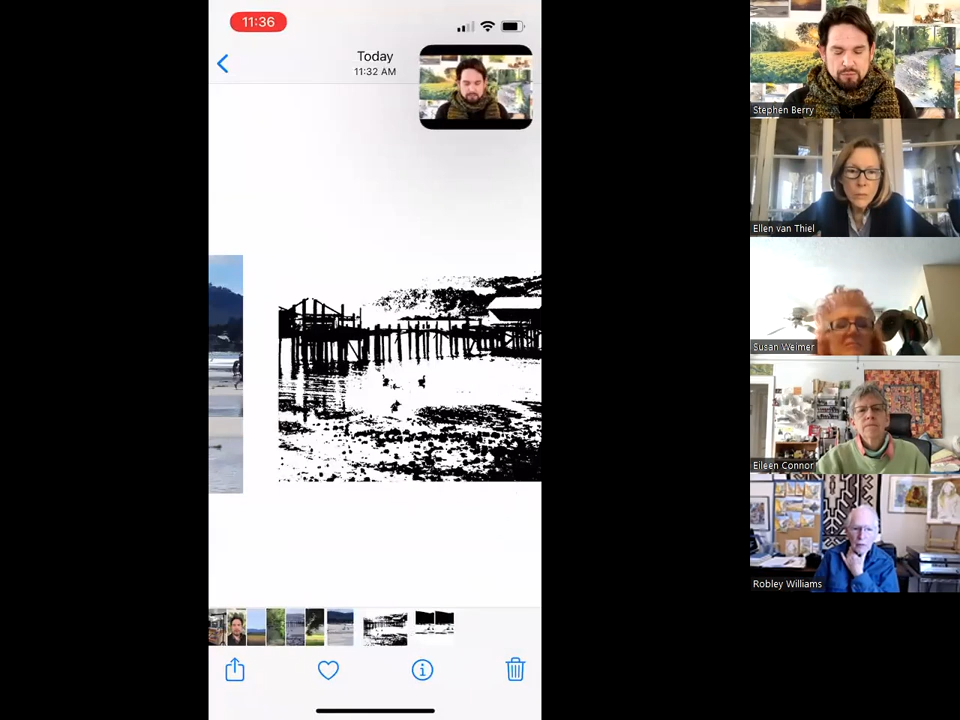 11:36
Today
11:32 AM
Stephen Berry
Ellen van Thiel
Susan Weimer
Eileen Connor
Robley Williams